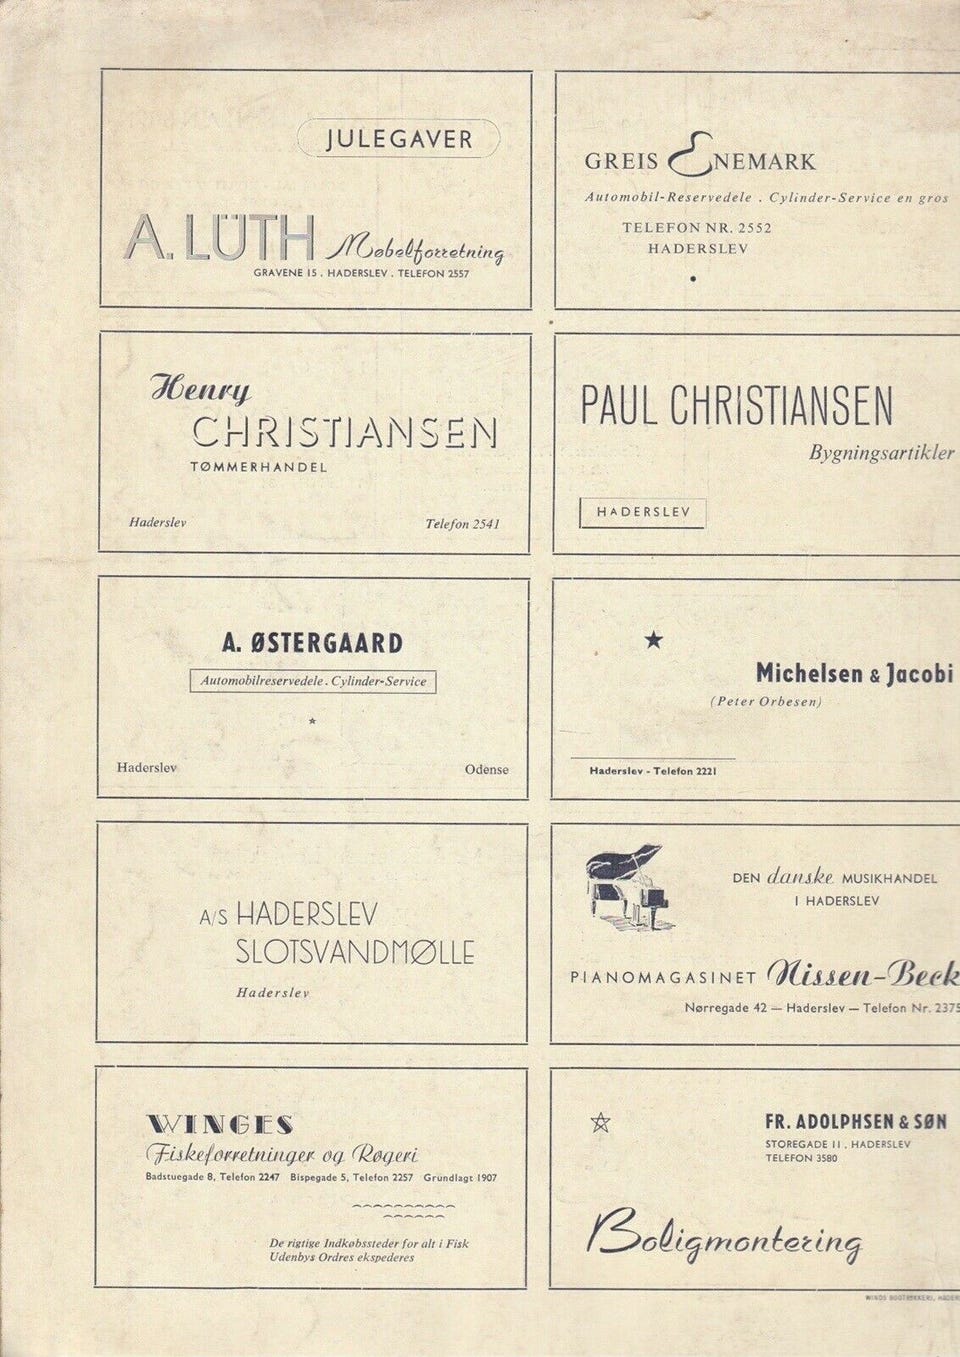 JULEGAVER
A. LÜTH Møbelforretning
GRAVENE 15 . HADERSLEV . TELEFON 2557
GREIS ENEMARK
Automobil-Reservedele . Cylinder-Service en gros
TELEFON NR. 2552
HADERSLEV
Henry
CHRISTIANSEN
TØMMERHANDEL
Haderslev Telefon 2541
PAUL CHRISTIANSEN
Bygningsartikler
HADERSLEV
A. ØSTERGAARD
Automobilreservedele . Cylinder-Service
Haderslev Odense
Michelsen & Jacobi
(Peter Orbesen)
Haderslev - Telefon 2221
A/S HADERSLEV
SLOTSVANDMØLLE
Haderslev
DEN danske MUSIKHANDEL
I HADERSLEV
PIANOMAGASINET Nissen-Beck
Nørregade 42 — Haderslev — Telefon Nr. 2375
WINGES
Fiskeforretninger og Røgeri
Badstuegade 8, Telefon 2247 Bispegade 5, Telefon 2257 Grundlagt 1907
De rigtige Indkøbssteder for alt i Fisk
Udenbys Ordres ekspederes
FR. ADOLPHSEN & SØN
STOREGADE 11 . HADERSLEV
TELEFON 3580
Boligmontering
WINDS BOGTRYKKERI,